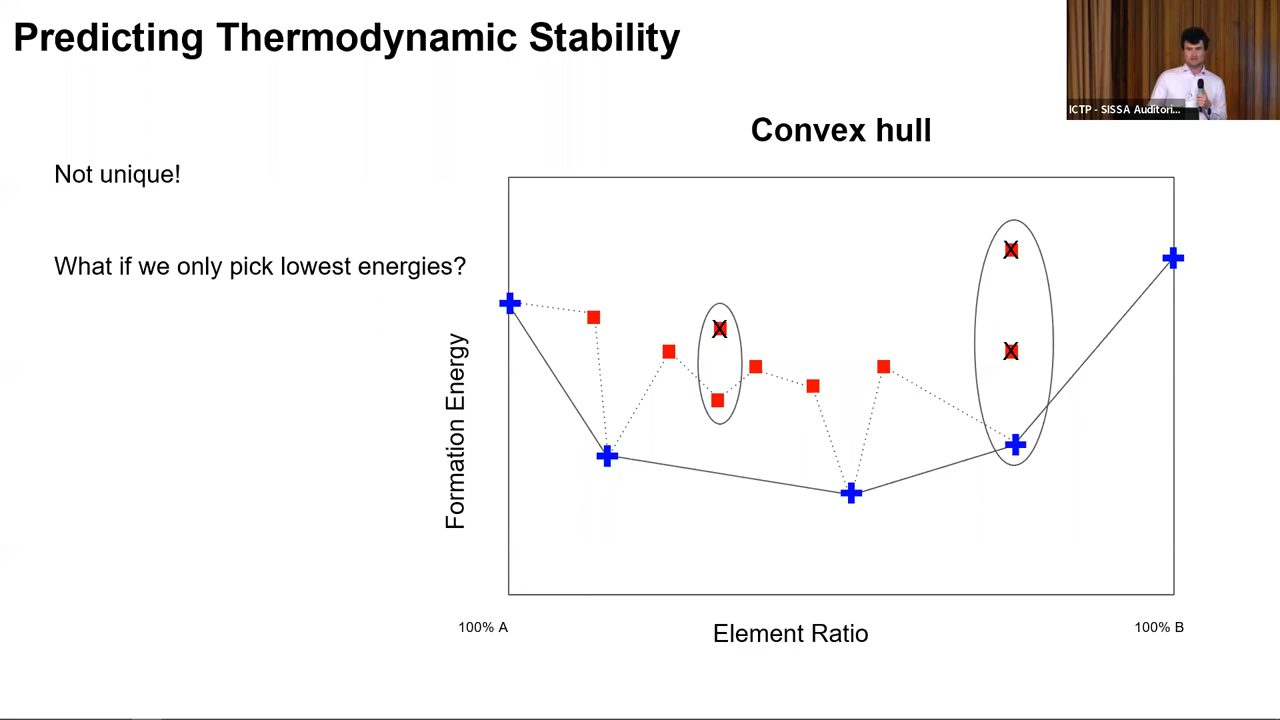 Predicting Thermodynamic Stability
ICTP - SISSA Auditori...
Convex hull
Not unique!
What if we only pick lowest energies?
X
X
X
Formation Energy
100% A
Element Ratio
100% B